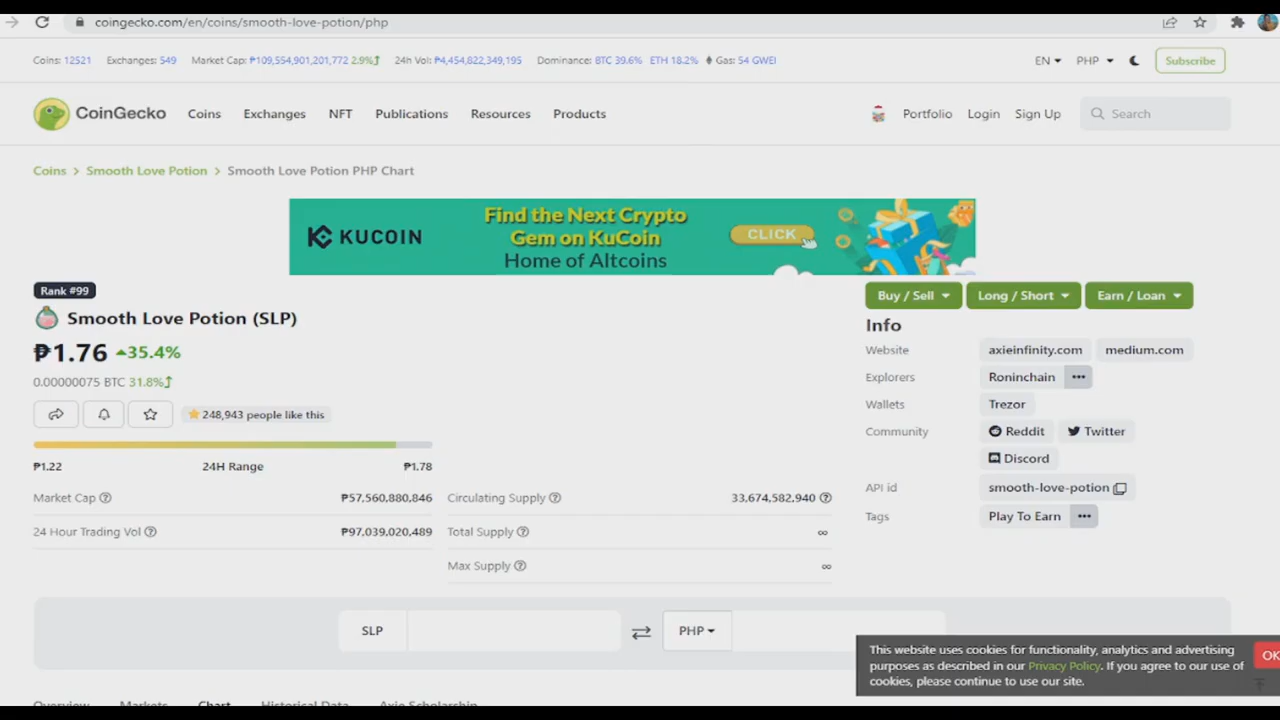 coingecko.com/en/coins/smooth-love-potion/php
Coins: 12521 Exchanges: 549 Market Cap: ₱109,554,901,201,772 2.9% 24h Vol: ₱4,454,822,349,195 Dominance: BTC 39.6% ETH 18.2% Gas: 54 GWEI EN PHP Subscribe
CoinGecko Coins Exchanges NFT Publications Resources Products Portfolio Login Sign Up Search
Coins > Smooth Love Potion > Smooth Love Potion PHP Chart
KUCOIN
Find the Next Crypto
Gem on KuCoin
Home of Altcoins
CLICK
Rank #99
Smooth Love Potion (SLP)
₱1.76 35.4%
0.00000075 BTC 31.8%
248,943 people like this
₱1.22 24H Range ₱1.78
Market Cap ₱57,560,880,846
24 Hour Trading Vol ₱97,039,020,489
Circulating Supply 33,674,582,940
Total Supply ∞
Max Supply ∞
Buy / Sell Long / Short Earn / Loan
Info
Website axieinfinity.com medium.com
Explorers Roninchain •••
Wallets Trezor
Community Reddit Twitter
Discord
API id smooth-love-potion
Tags Play To Earn •••
SLP PHP
This website uses cookies for functionality, analytics and advertising
purposes as described in our Privacy Policy. If you agree to our use of
cookies, please continue to use our site.
OK
Overview Markets Chart Historical Data Axie Scholarship